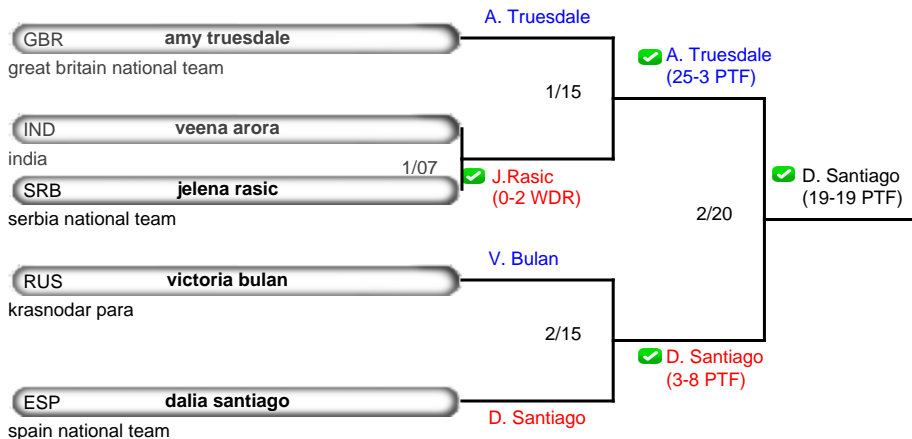 A. Truesdale
GBR amy truesdale
great britain national team
A. Truesdale
(25-3 PTF)
1/15
IND veena arora
india
1/07
SRB jelena rasic
serbia national team
J.Rasic
(0-2 WDR)
D. Santiago
(19-19 PTF)
2/20
V. Bulan
RUS victoria bulan
krasnodar para
2/15
D. Santiago
(3-8 PTF)
ESP dalia santiago
D. Santiago
spain national team